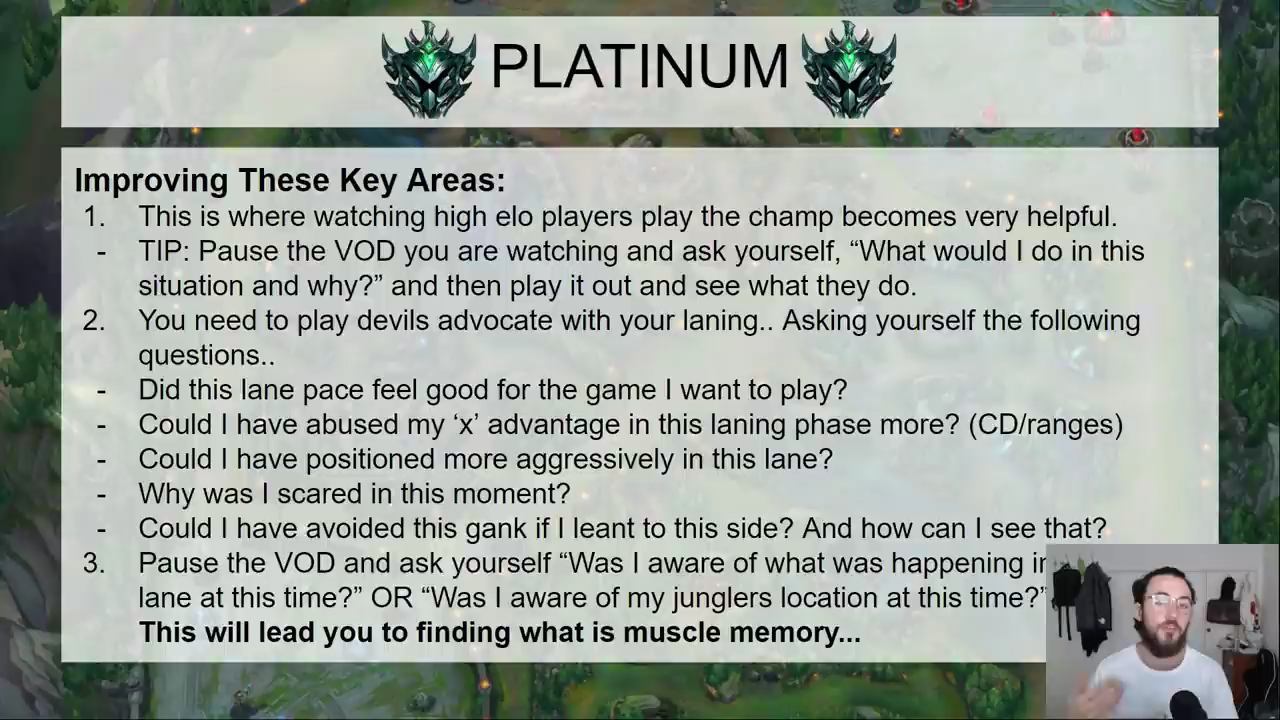 PLATINUM
Improving These Key Areas:
1. This is where watching high elo players play the champ becomes very helpful.
- TIP: Pause the VOD you are watching and ask yourself, “What would I do in this
situation and why?” and then play it out and see what they do.
2. You need to play devils advocate with your laning.. Asking yourself the following
questions..
- Did this lane pace feel good for the game I want to play?
- Could I have abused my ‘x’ advantage in this laning phase more? (CD/ranges)
- Could I have positioned more aggressively in this lane?
- Why was I scared in this moment?
- Could I have avoided this gank if I leant to this side? And how can I see that?
3. Pause the VOD and ask yourself “Was I aware of what was happening
lane at this time?” OR “Was I aware of my junglers location at this time?”
This will lead you to finding what is muscle memory...